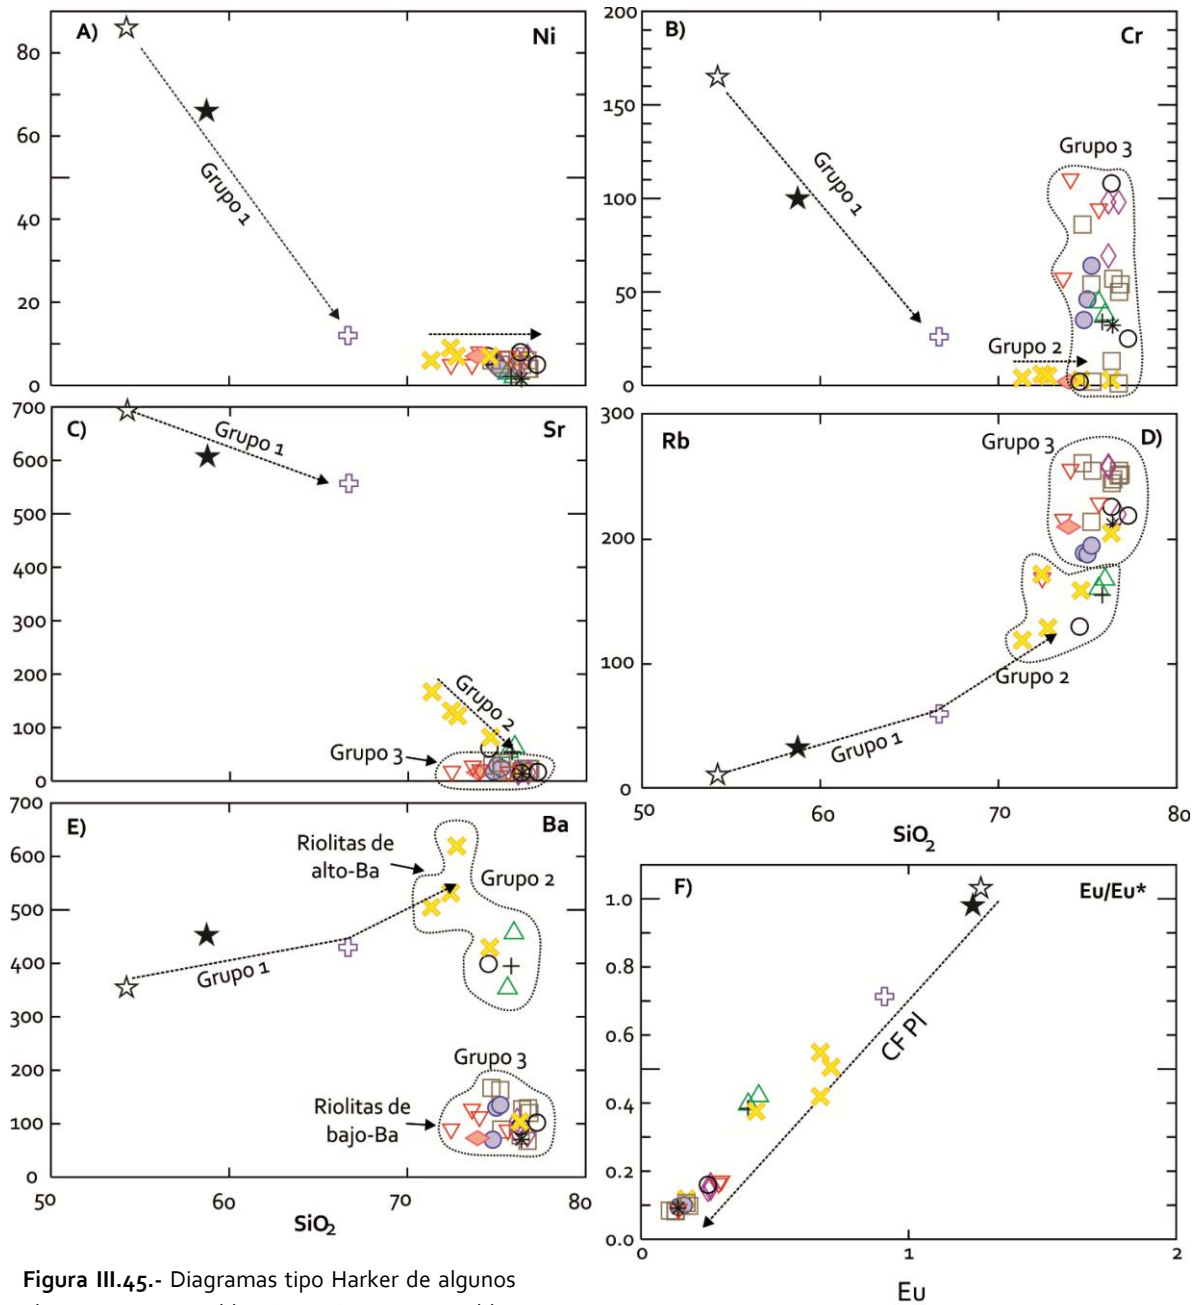 A)
Ni
80
60
40
20
0
Grupo 1
B)
Cr
200
150
100
50
0
Grupo 1
Grupo 2
Grupo 3
C)
Sr
700
600
500
400
300
200
100
0
Grupo 1
Grupo 2
Grupo 3
Rb
D)
300
200
100
0
Grupo 3
Grupo 2
Grupo 1
50
60
70
80
SiO₂
E)
Ba
700
600
500
400
300
200
100
0
Riolitas de
alto-Ba
Grupo 2
Grupo 1
Grupo 3
Riolitas de
bajo-Ba
50
60
70
80
SiO₂
F)
Eu/Eu*
1.0
0.8
0.6
0.4
0.2
0.0
CF Pl
0
1
2
Eu
Figura III.45.- Diagramas tipo Harker de algunos